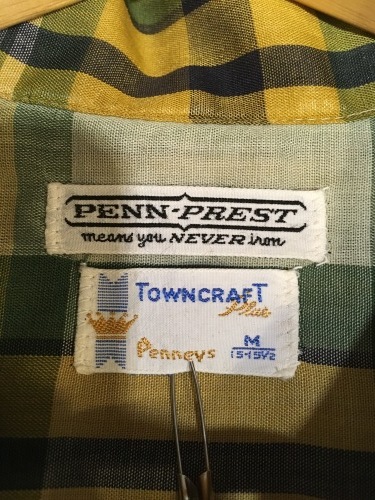 PENN-PREST
means you NEVER iron
TOWNCRAFT
Plus
Penneys
M
15-15½